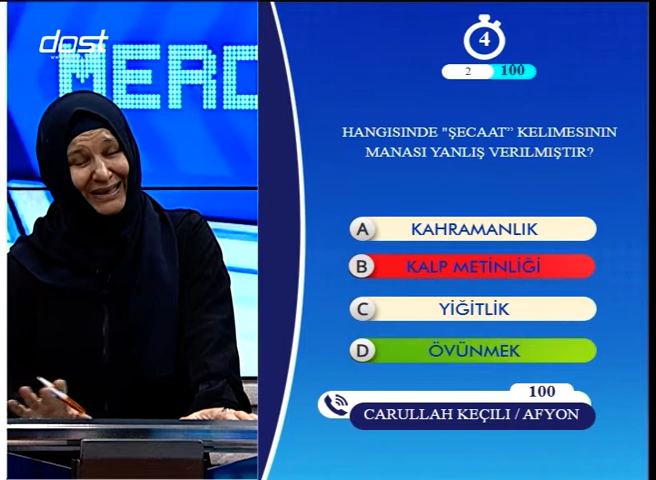 dost
MERC
4
2 100
HANGISINDE "ŞECAAT” KELIMESININ
MANASI YANLIŞ VERILMIŞTIR?
A KAHRAMANLIK
B KALP METİNLİĞİ
C YİĞİTLİK
D ÖVÜNMEK
100
CARULLAH KEÇILI / AFYON